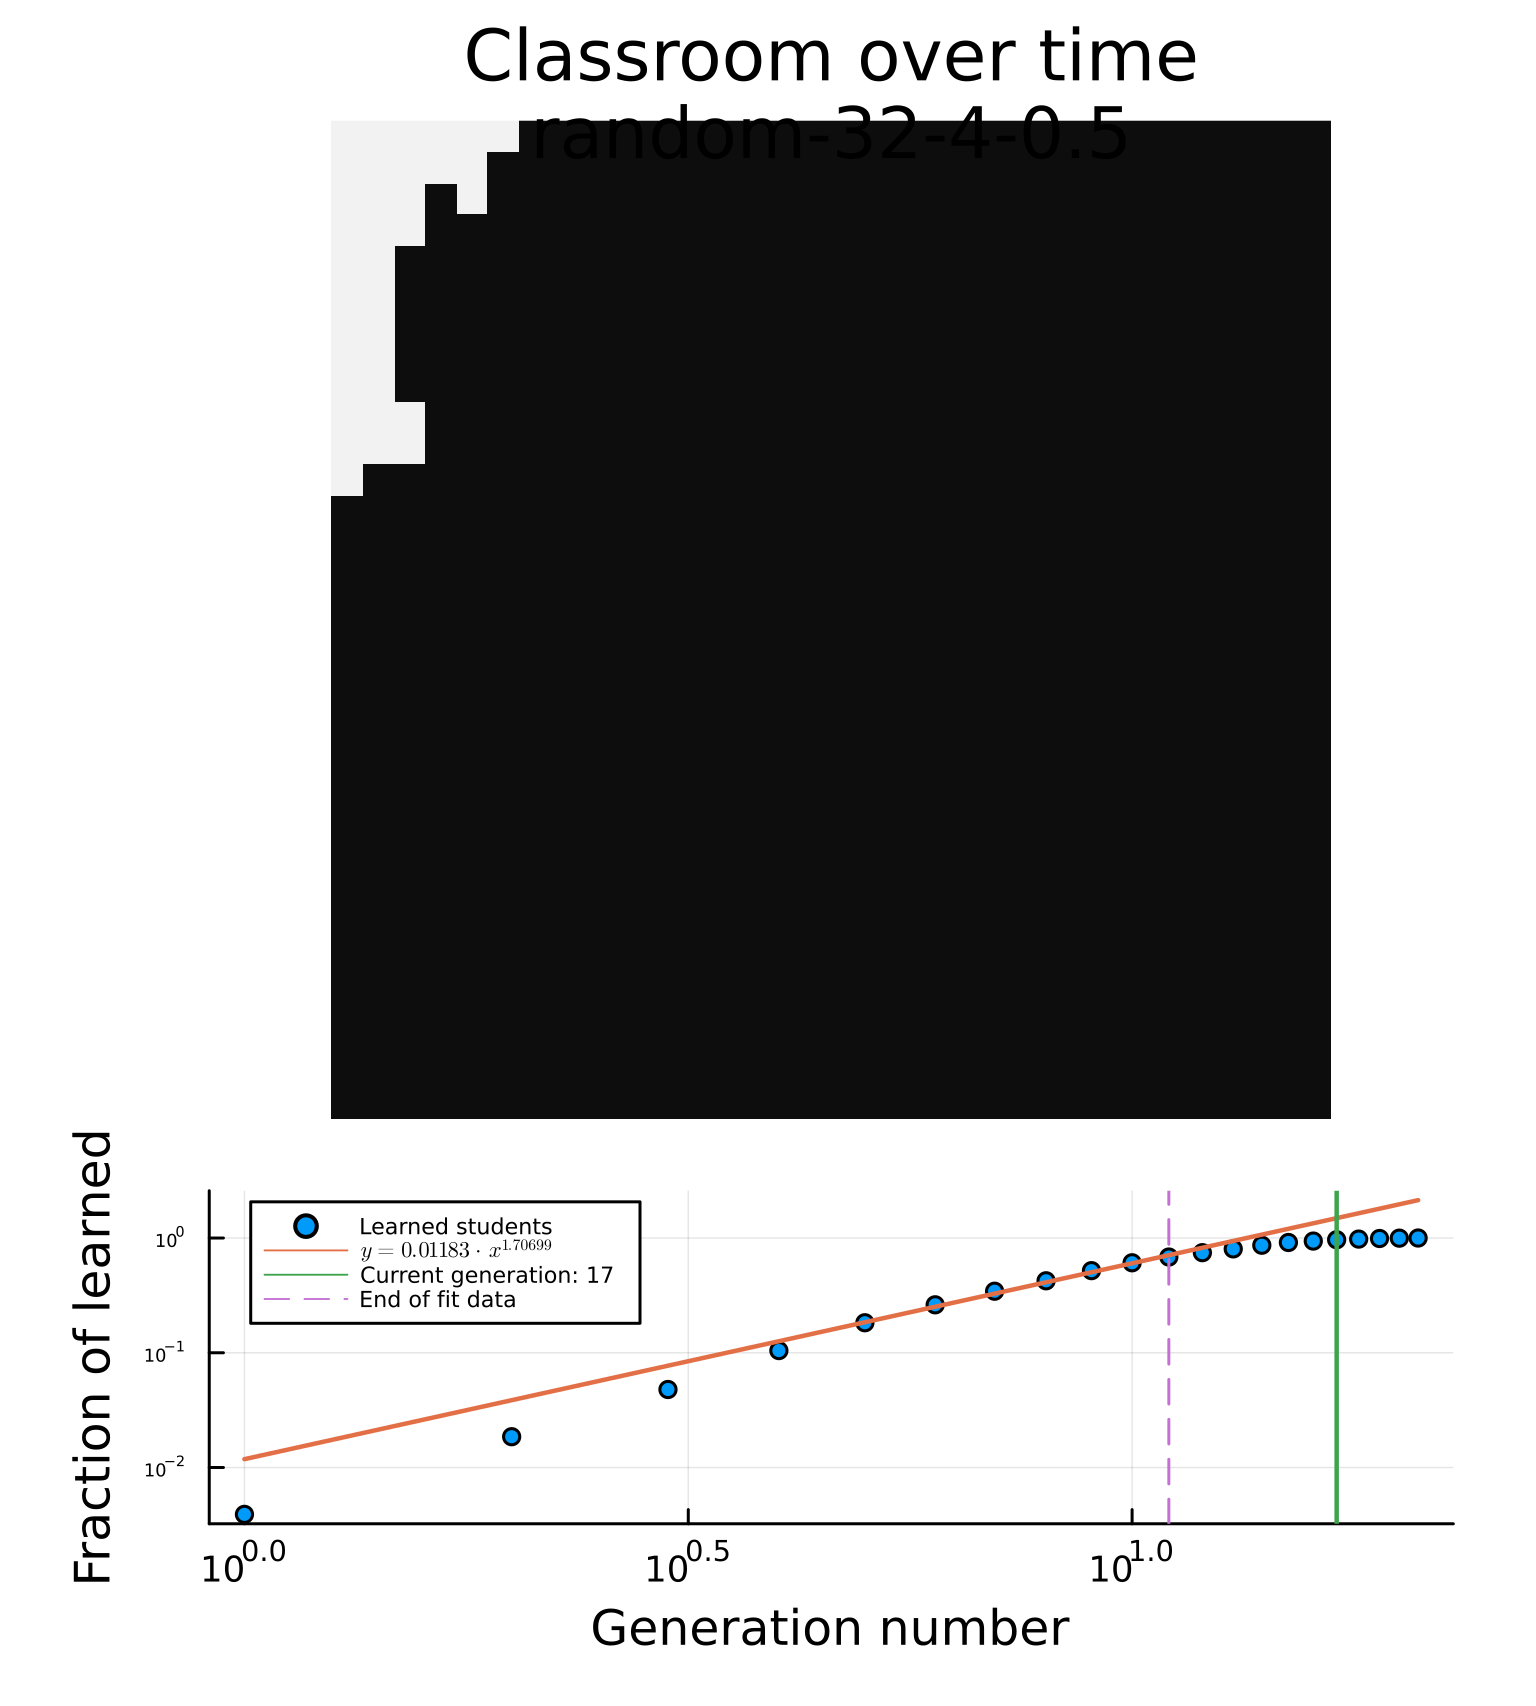 Classroom over time
random-32-4-0.5
Fraction of learned
10^0
10^-1
10^-2
Learned students
y = 0.01183 · x^1.70699
Current generation: 17
End of fit data
10^0.0
10^0.5
10^1.0
Generation number